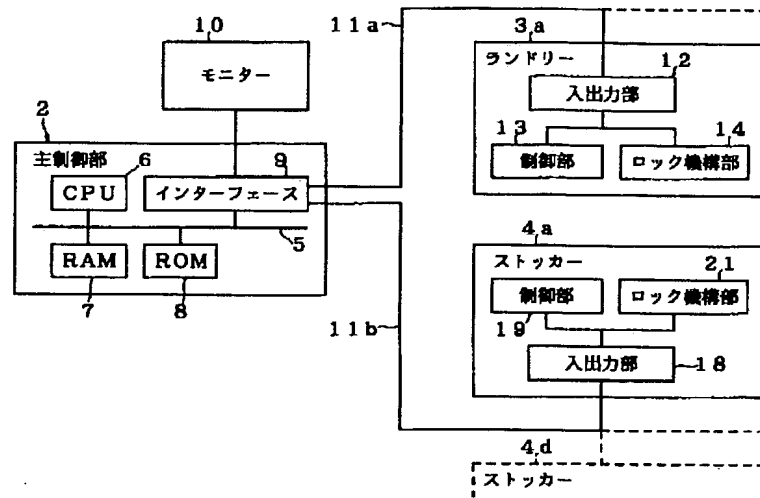 10
モニター
2
主制御部
6
CPU
9
インターフェース
5
RAM
ROM
7
8
11a
3a
ランドリー
12
入出力部
13
制御部
14
ロック機構部
11b
4a
ストッカー
制御部
19
21
ロック機構部
入出力部
18
4d
ストッカー